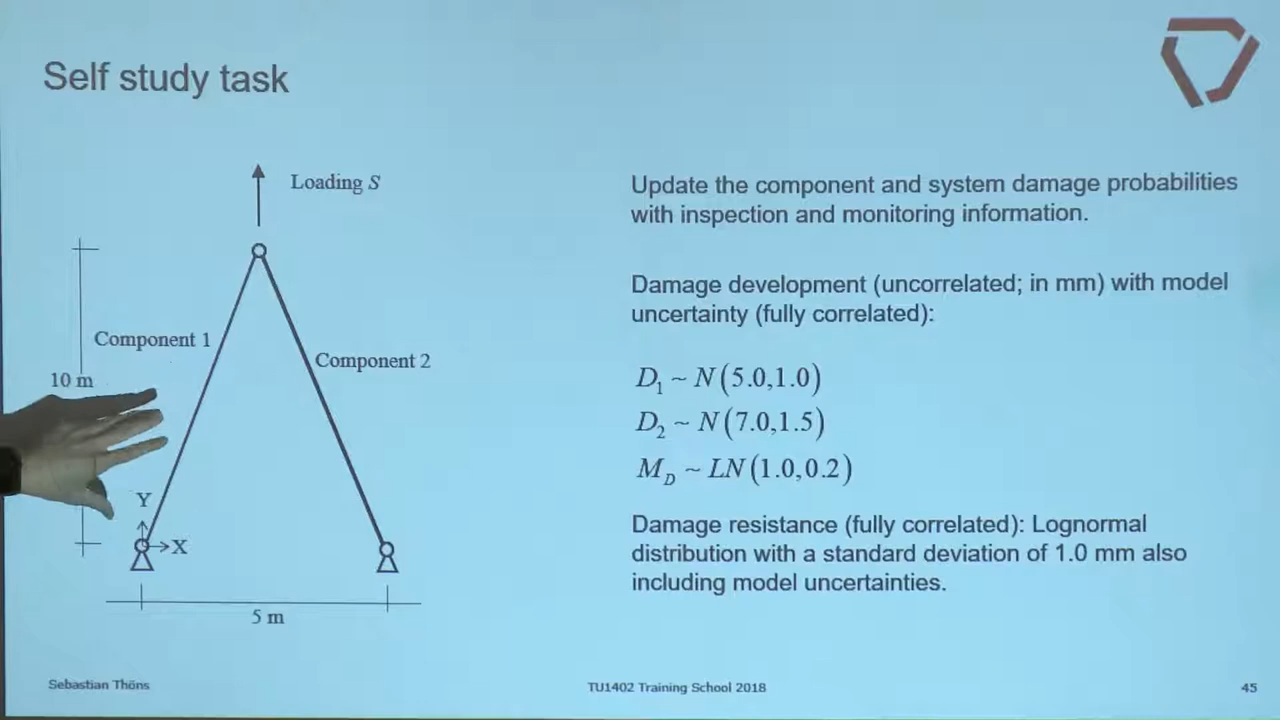 Self study task
Loading S
Component 1
Component 2
10 m
Y
X
5 m
Update the component and system damage probabilities
with inspection and monitoring information.
Damage development (uncorrelated; in mm) with model
uncertainty (fully correlated):
D₁ ~ N(5.0,1.0)
D₂ ~ N(7.0,1.5)
M_D ~ LN(1.0,0.2)
Damage resistance (fully correlated): Lognormal
distribution with a standard deviation of 1.0 mm also
including model uncertainties.
Sebastian Thöns
TU1402 Training School 2018
45